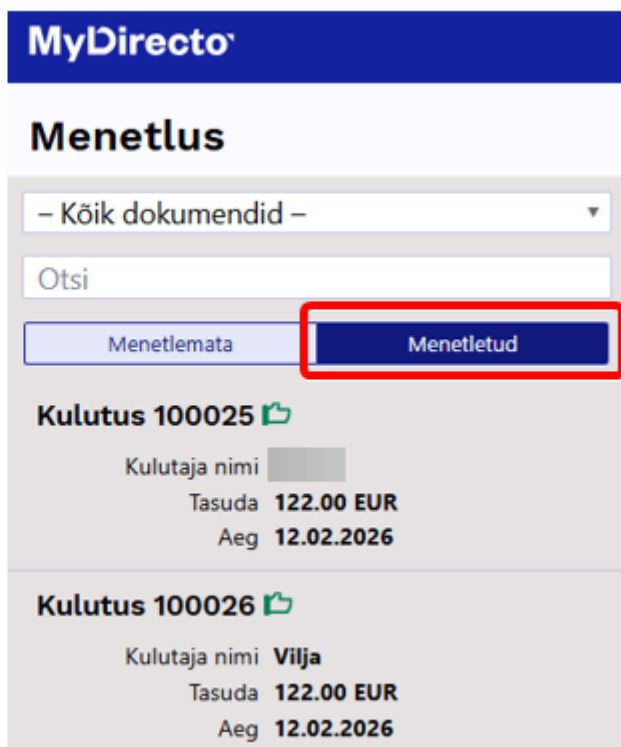 MyDirecto
Menetlus
– Kõik dokumendid –
Otsi
Menetlemata Menetletud
Kulutus 100025
Kulutaja nimi
Tasuda 122.00 EUR
Aeg 12.02.2026
Kulutus 100026
Kulutaja nimi Vilja
Tasuda 122.00 EUR
Aeg 12.02.2026